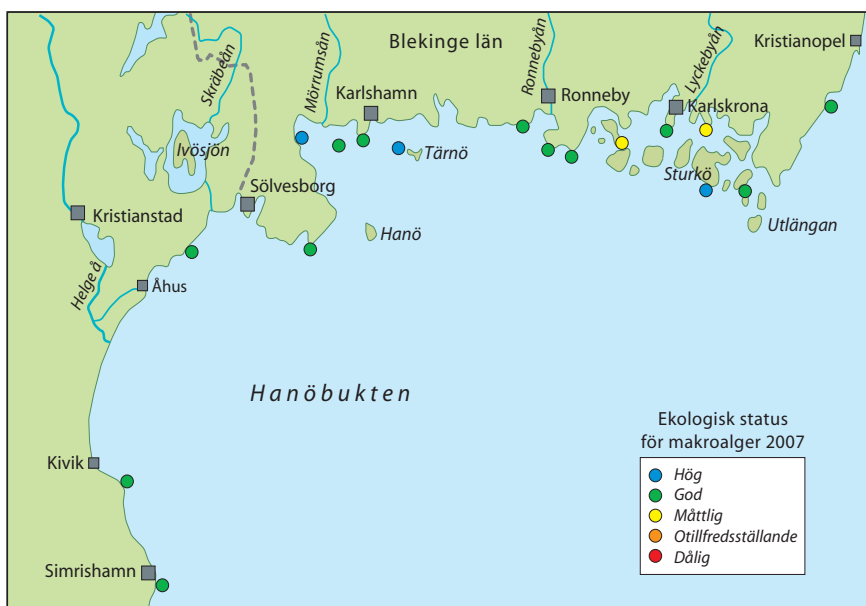 Blekinge län
Kristianopel
Skräbeån
Mörrumsån
Ronnebyån
Lyckebyån
Karlshamn
Ronneby
Karlskrona
Ivösjön
Tärnö
Sturkö
Sölvesborg
Kristianstad
Hanö
Utlängan
Helge å
Åhus
Hanöbukten
Ekologisk status
för makroalger 2007
Hög
God
Måttlig
Otillfredsställande
Dålig
Kivik
Simrishamn